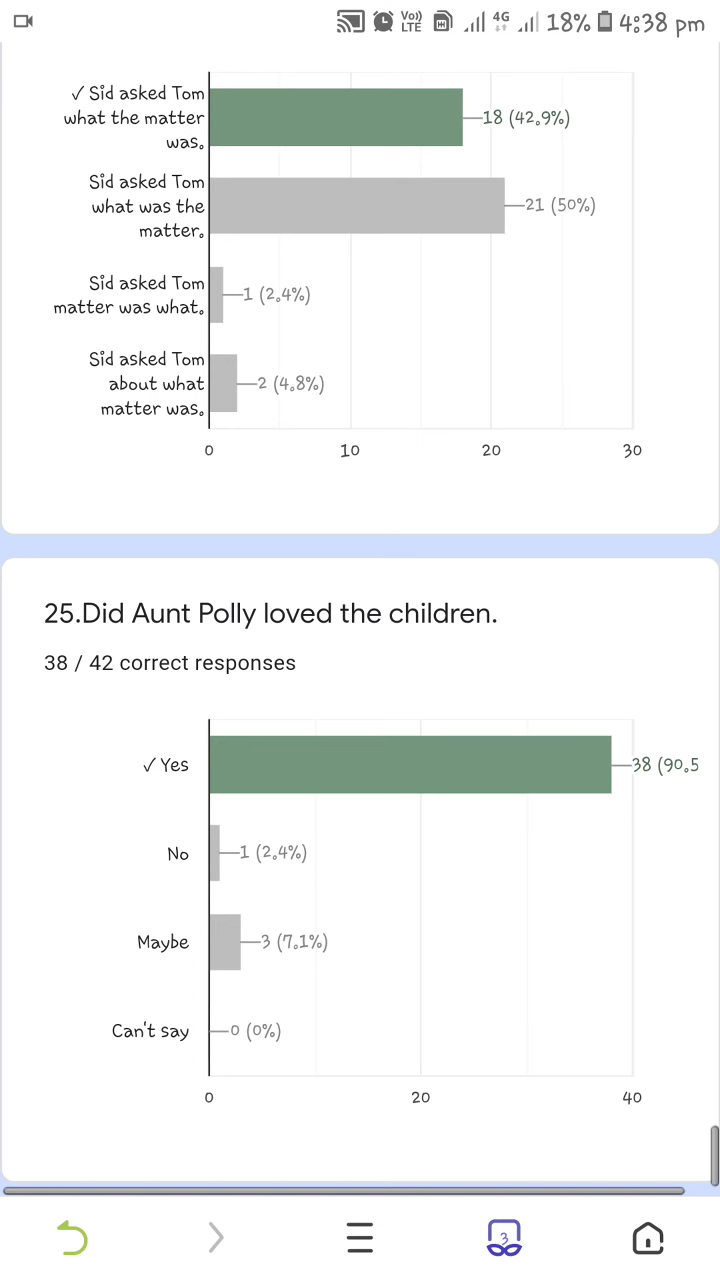 Vo)) LTE 4G 18% 4:38 pm
✓ Sid asked Tom
what the matter
was.
18 (42.9%)
Sid asked Tom
what was the
matter.
21 (50%)
Sid asked Tom
matter was what.
1 (2.4%)
Sid asked Tom
about what
matter was.
2 (4.8%)
0 10 20 30
25.Did Aunt Polly loved the children.
38 / 42 correct responses
✓ Yes 38 (90.5
No 1 (2.4%)
Maybe 3 (7.1%)
Can't say 0 (0%)
0 20 40
3